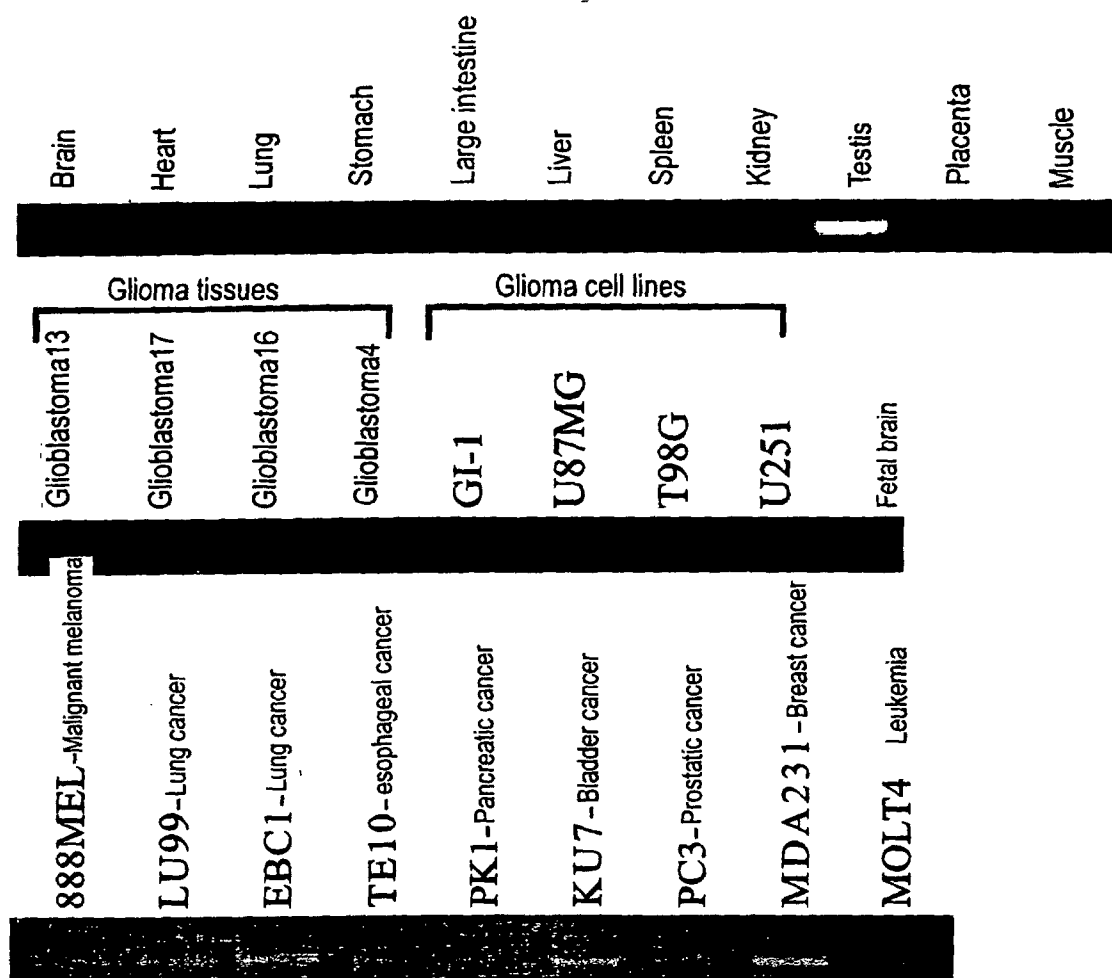 Brain
Heart
Lung
Stomach
Large intestine
Liver
Spleen
Kidney
Testis
Placenta
Muscle
Glioma tissues
Glioma cell lines
Glioblastoma13
Glioblastoma17
Glioblastoma16
Glioblastoma4
GI-1
U87MG
T98G
U251
Fetal brain
888MEL-Malignant melanoma
LU99-Lung cancer
EBC1-Lung cancer
TE10-esophageal cancer
PK1-Pancreatic cancer
KU7-Bladder cancer
PC3-Prostatic cancer
MDA231-Breast cancer
MOLT4 Leukemia